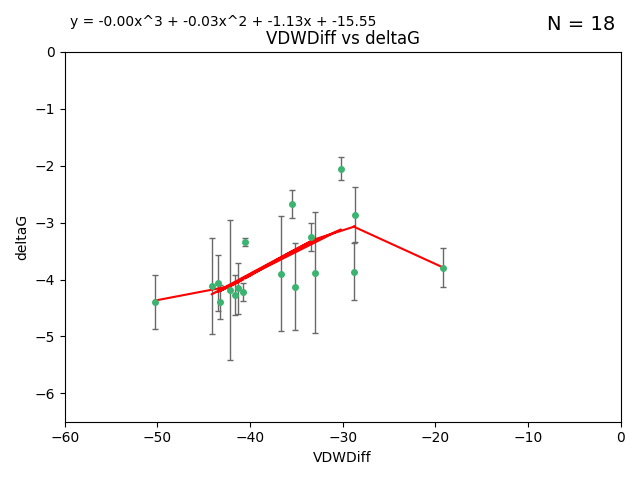 y = -0.00x^3 + -0.03x^2 + -1.13x + -15.55
N = 18
VDWDiff vs deltaG
0
−1
−2
−3
−4
−5
−6
deltaG
−60 −50 −40 −30 −20 −10 0
VDWDiff